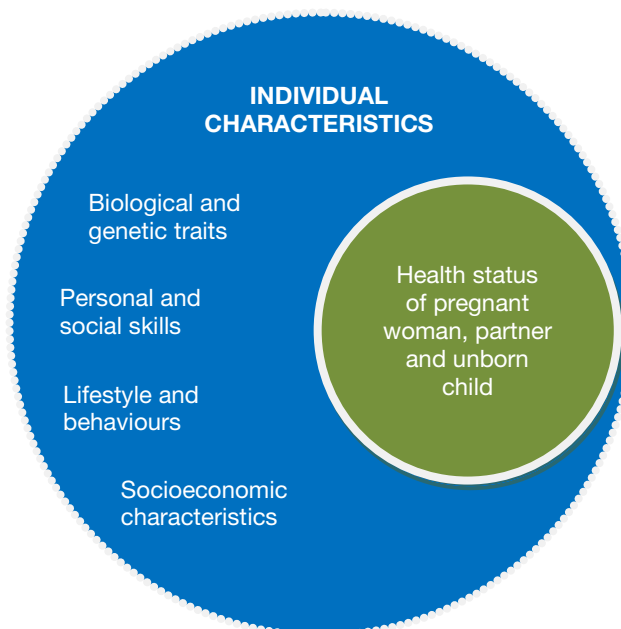 INDIVIDUAL
CHARACTERISTICS
Biological and
genetic traits
Personal and
social skills
Lifestyle and
behaviours
Socioeconomic
characteristics
Health status
of pregnant
woman, partner
and unborn
child